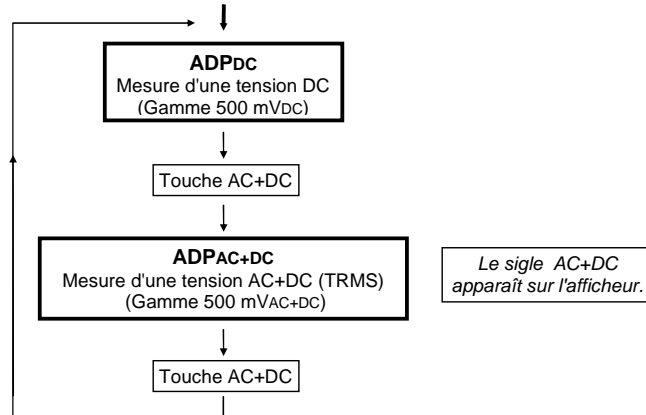 ADPDC
Mesure d'une tension DC
(Gamme 500 mVDC)
Touche AC+DC
ADPAC+DC
Mesure d'une tension AC+DC (TRMS)
(Gamme 500 mVAC+DC)
Le sigle AC+DC
apparaît sur l'afficheur.
Touche AC+DC